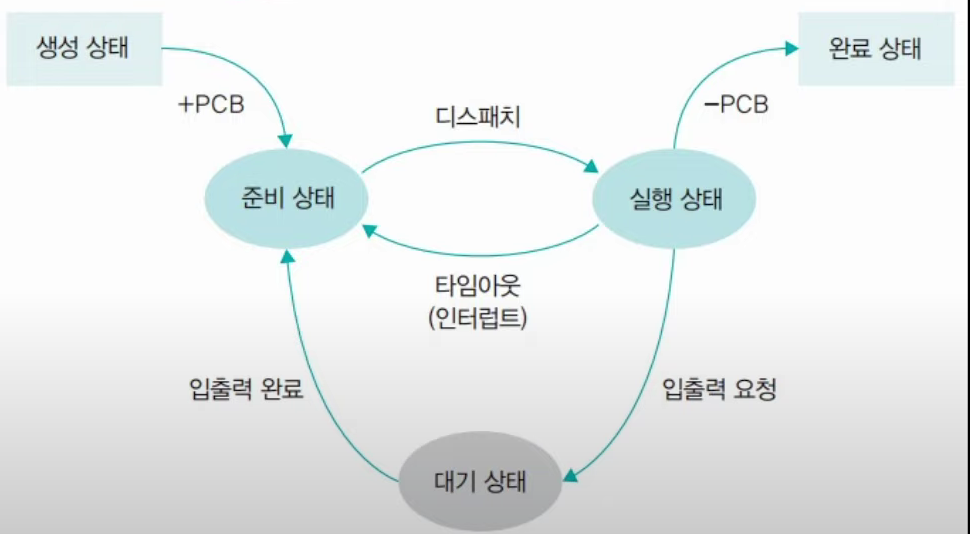 생성 상태
완료 상태
+PCB
디스패치
–PCB
준비 상태
실행 상태
타임아웃
(인터럽트)
입출력 완료
입출력 요청
대기 상태